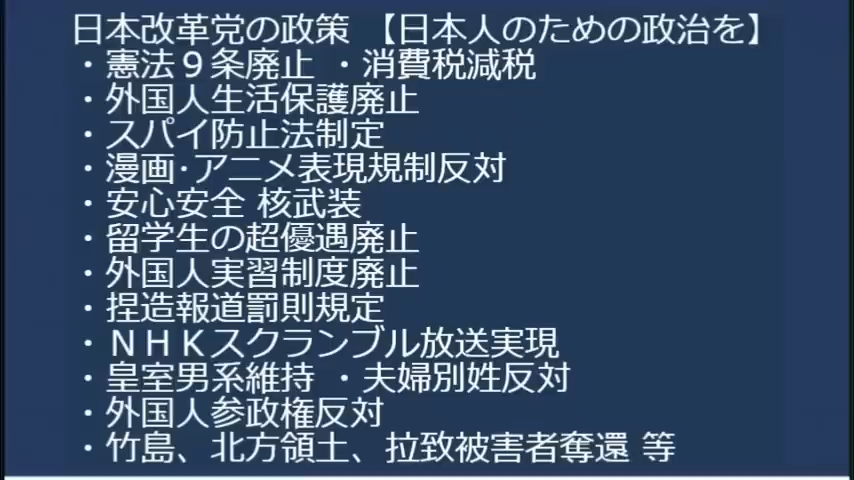 日本改革党の政策 【日本人のための政治を】
・憲法９条廃止 ・消費税減税
・外国人生活保護廃止
・スパイ防止法制定
・漫画・アニメ表現規制反対
・安心安全 核武装
・留学生の超優遇廃止
・外国人実習制度廃止
・捏造報道罰則規定
・ＮＨＫスクランブル放送実現
・皇室男系維持 ・夫婦別姓反対
・外国人参政権反対
・竹島、北方領土、拉致被害者奪還 等